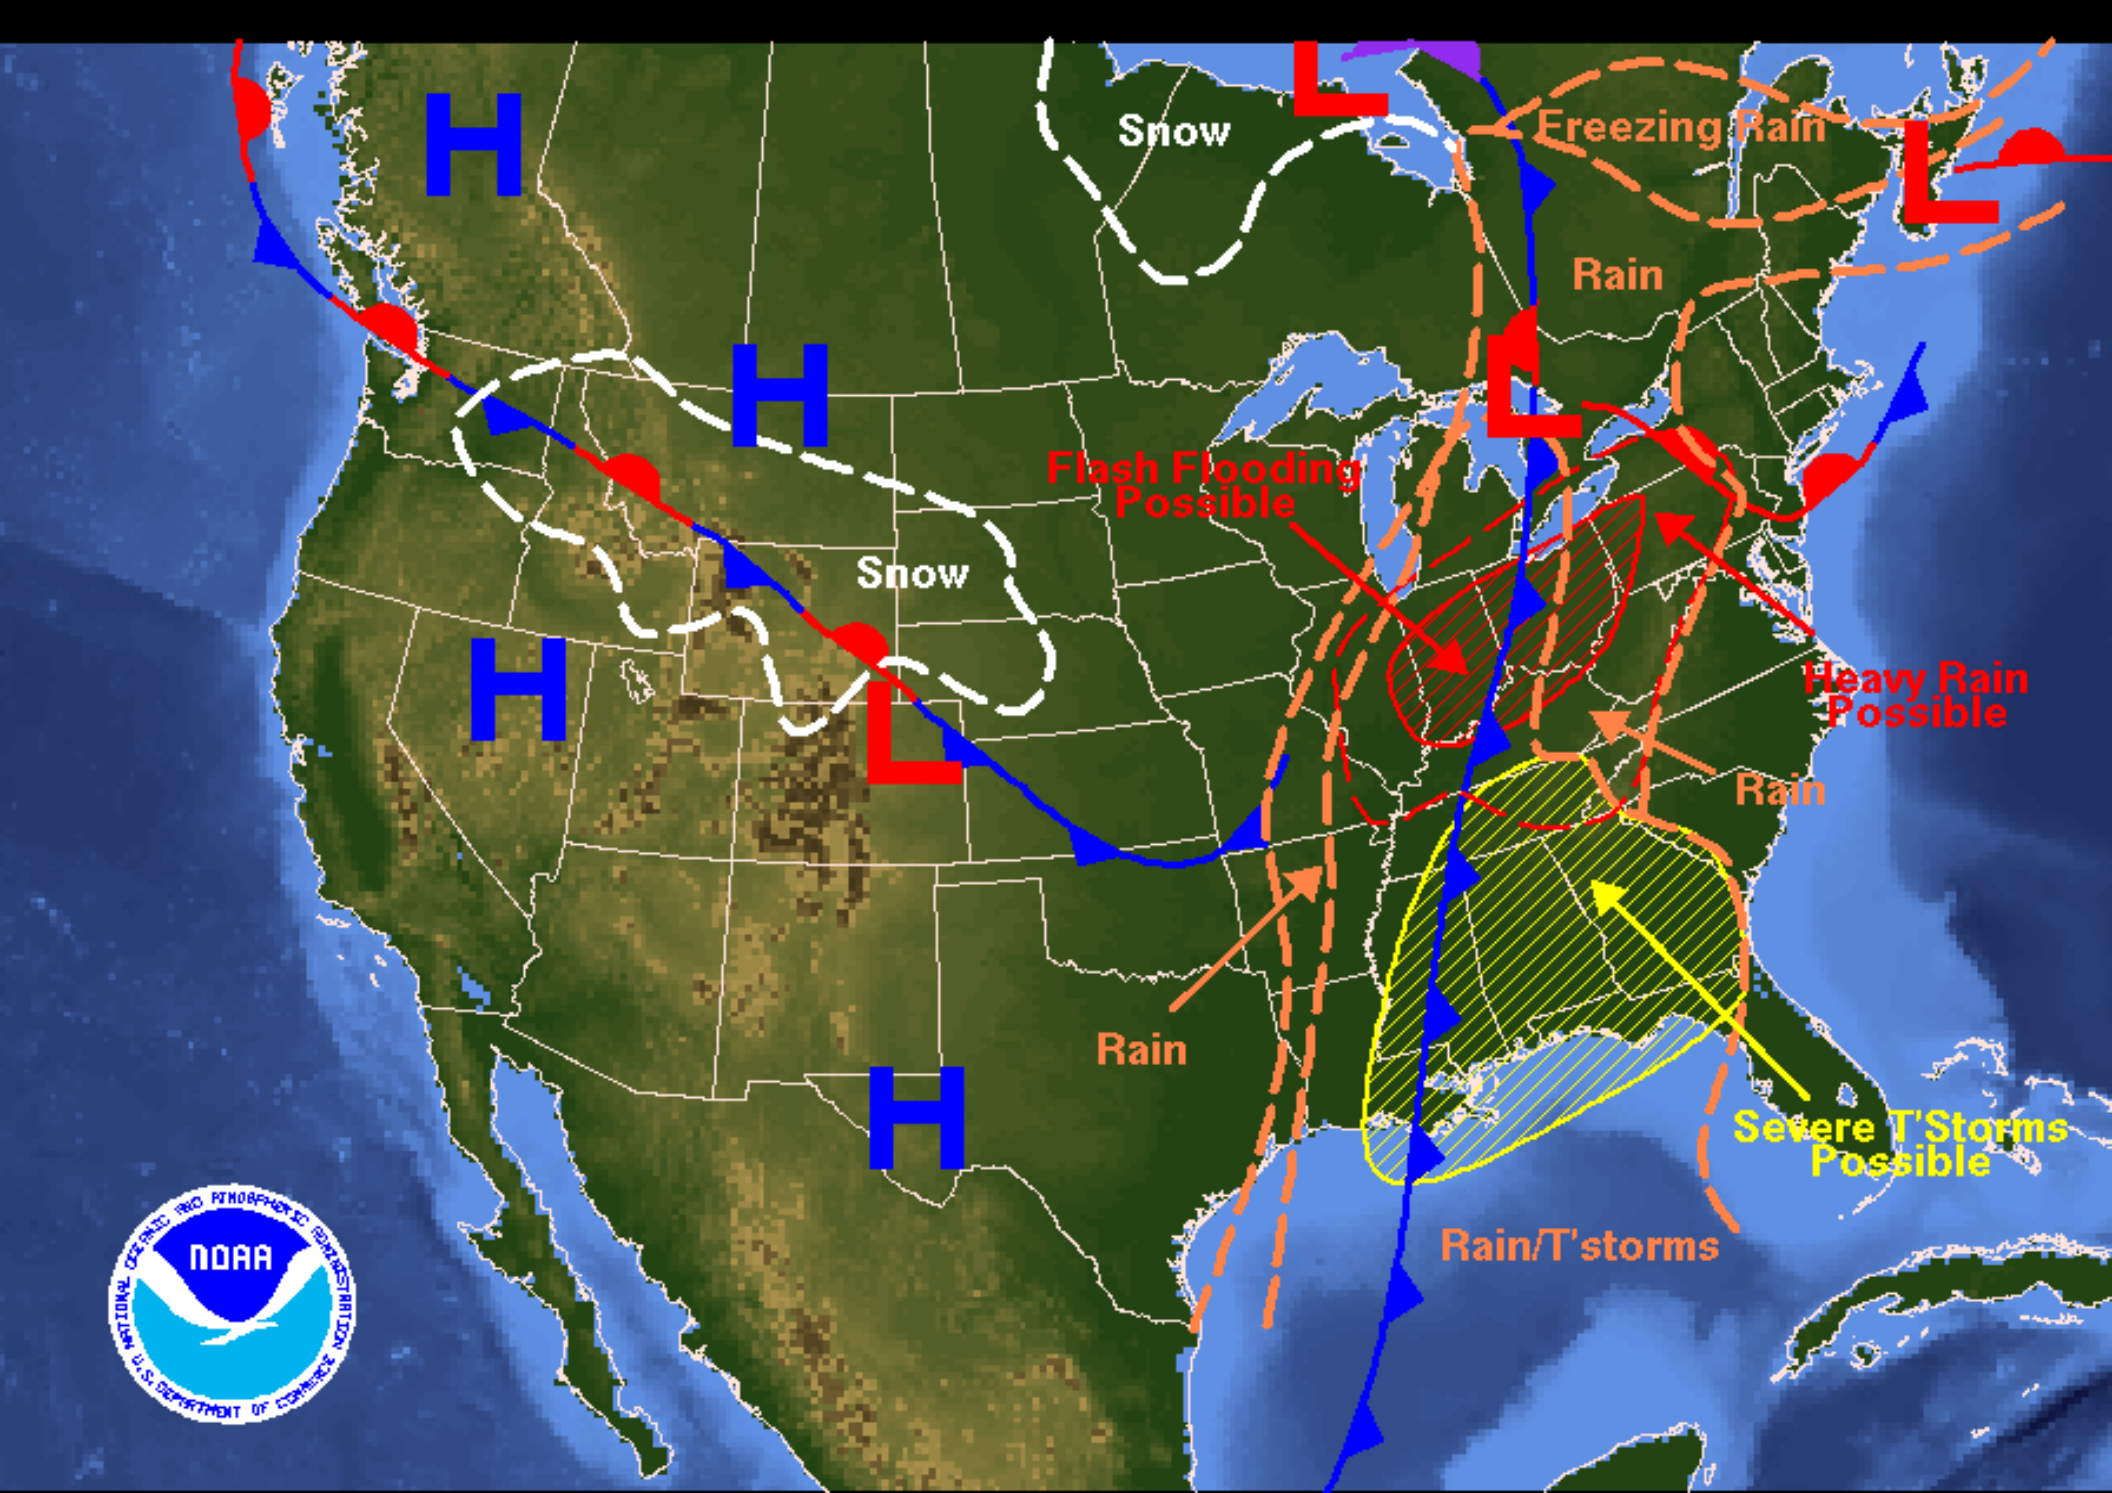 L
H
Snow
Freezing Rain
L
Rain
H
L
Flash Flooding
Possible
Snow
H
Heavy Rain
Possible
L
Rain
Rain
H
Severe T'Storms
Possible
Rain/T'storms
NOAA
NATIONAL OCEANIC AND ATMOSPHERIC ADMINISTRATION
U.S. DEPARTMENT OF COMMERCE